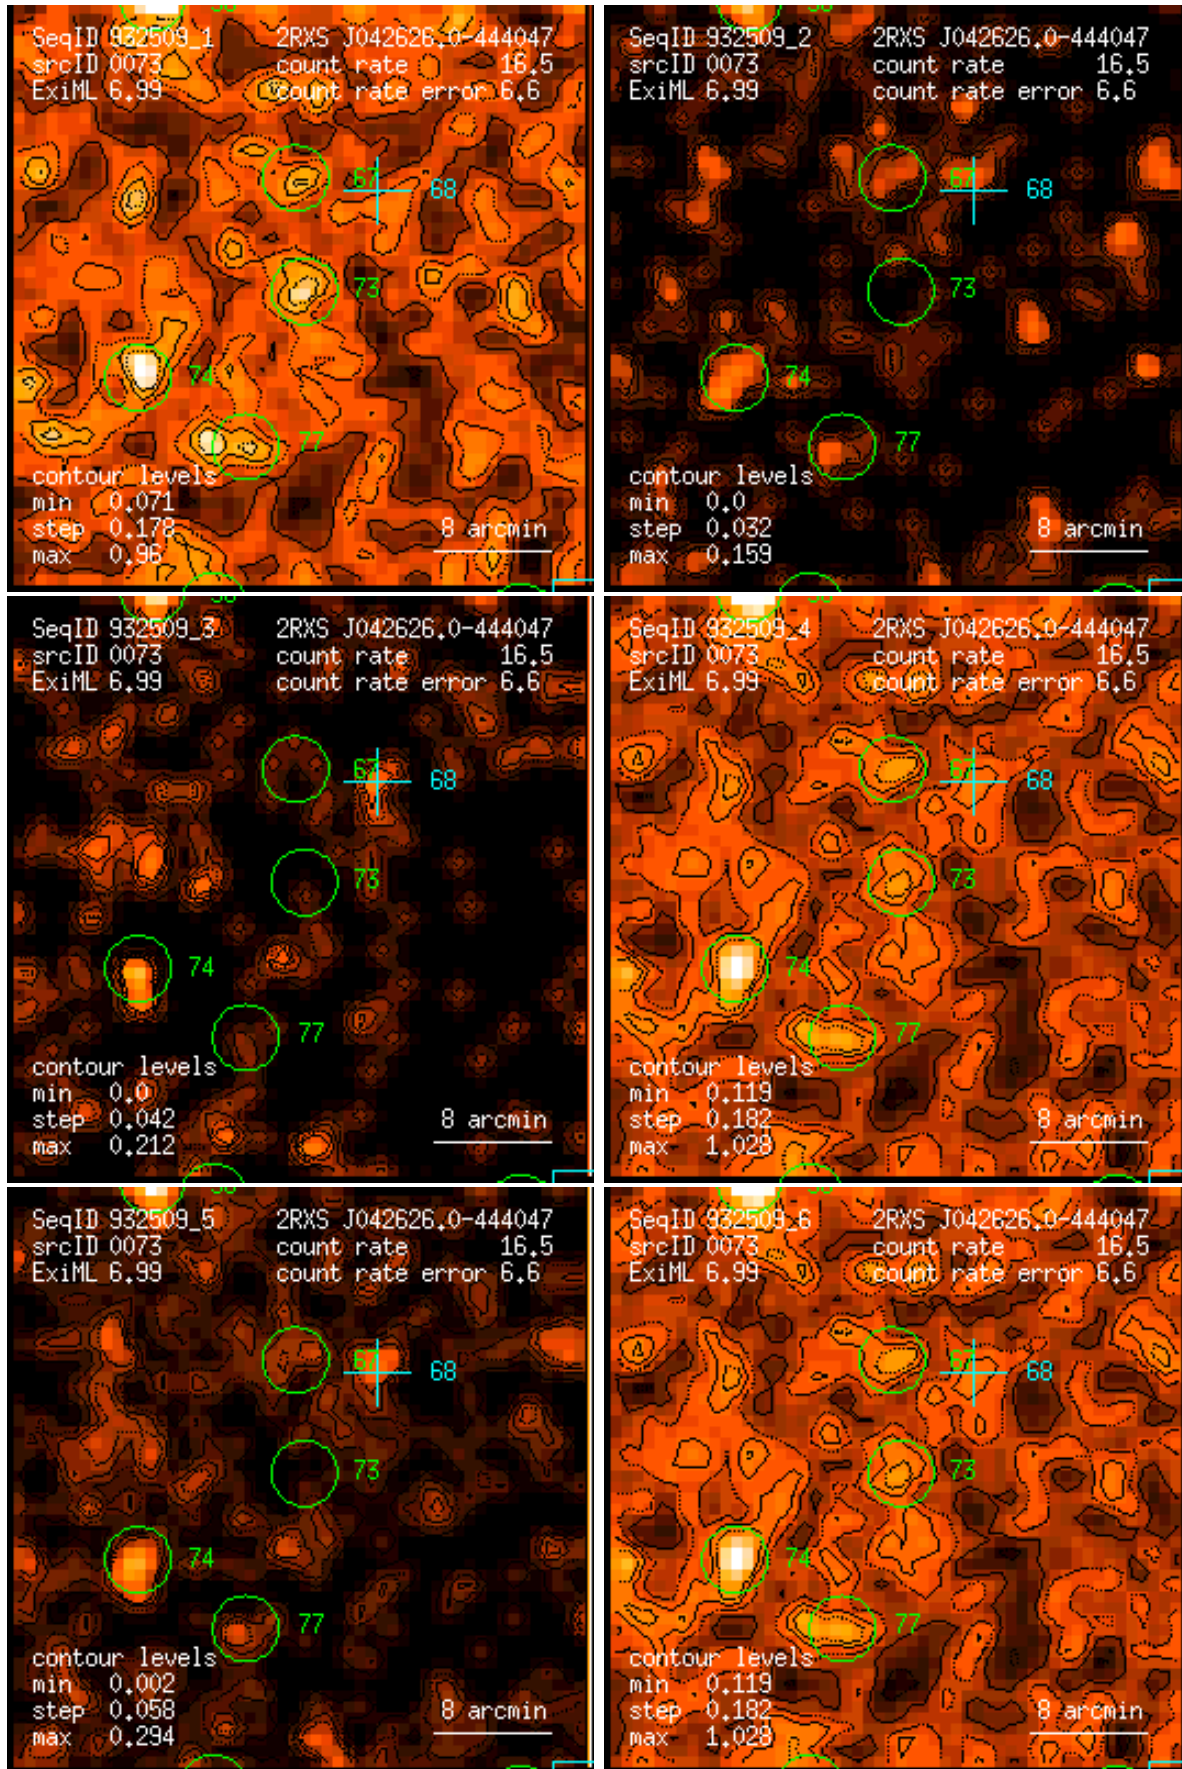 SeqID 932509_1 2RXS J042626.0-444047
srcID 0073 count rate 16.5
ExiML 6.99 count rate error 6.6
67
68
73
74
77
contour levels
min 0.071
step 0.178
max 0.96
8 arcmin
SeqID 932509_2 2RXS J042626.0-444047
srcID 0073 count rate 16.5
ExiML 6.99 count rate error 6.6
67
68
73
74
77
contour levels
min 0.0
step 0.032
max 0.159
8 arcmin
SeqID 932509_3 2RXS J042626.0-444047
srcID 0073 count rate 16.5
ExiML 6.99 count rate error 6.6
67
68
73
74
77
contour levels
min 0.0
step 0.042
max 0.212
8 arcmin
SeqID 932509_4 2RXS J042626.0-444047
srcID 0073 count rate 16.5
ExiML 6.99 count rate error 6.6
67
68
73
74
77
contour levels
min 0.119
step 0.182
max 1.028
8 arcmin
SeqID 932509_5 2RXS J042626.0-444047
srcID 0073 count rate 16.5
ExiML 6.99 count rate error 6.6
67
68
73
74
77
contour levels
min 0.002
step 0.058
max 0.294
8 arcmin
SeqID 932509_6 2RXS J042626.0-444047
srcID 0073 count rate 16.5
ExiML 6.99 count rate error 6.6
67
68
73
74
77
contour levels
min 0.119
step 0.182
max 1.028
8 arcmin